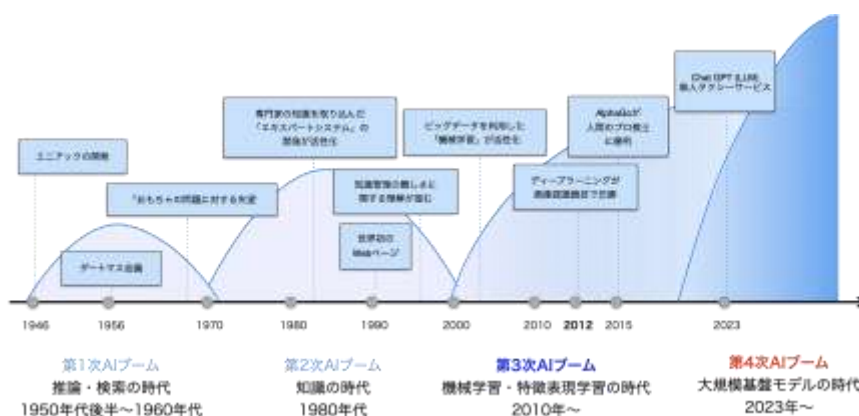 エニアックの開発
"おもちゃの問題に対する失望
ダートマス会議
専門家の知識を取り込んだ
「エキスパートシステム」の
開発が活性化
知識管理の難しさに
関する理解が進む
世界初の
Webページ
ビッグデータを利用した
「機械学習」が活性化
ディープラーニングが
画像認識競技で圧勝
AlphaGoが
人間のプロ棋士
に勝利
Chat GPT (LLM)
無人タクシーサービス
1946
1956
1970
1980
1990
2000
2010
2012
2015
2023
第1次AIブーム
推論・検索の時代
1950年代後半～1960年代
第2次AIブーム
知識の時代
1980年代
第3次AIブーム
機械学習・特徴表現学習の時代
2010年～
第4次AIブーム
大規模基盤モデルの時代
2023年～